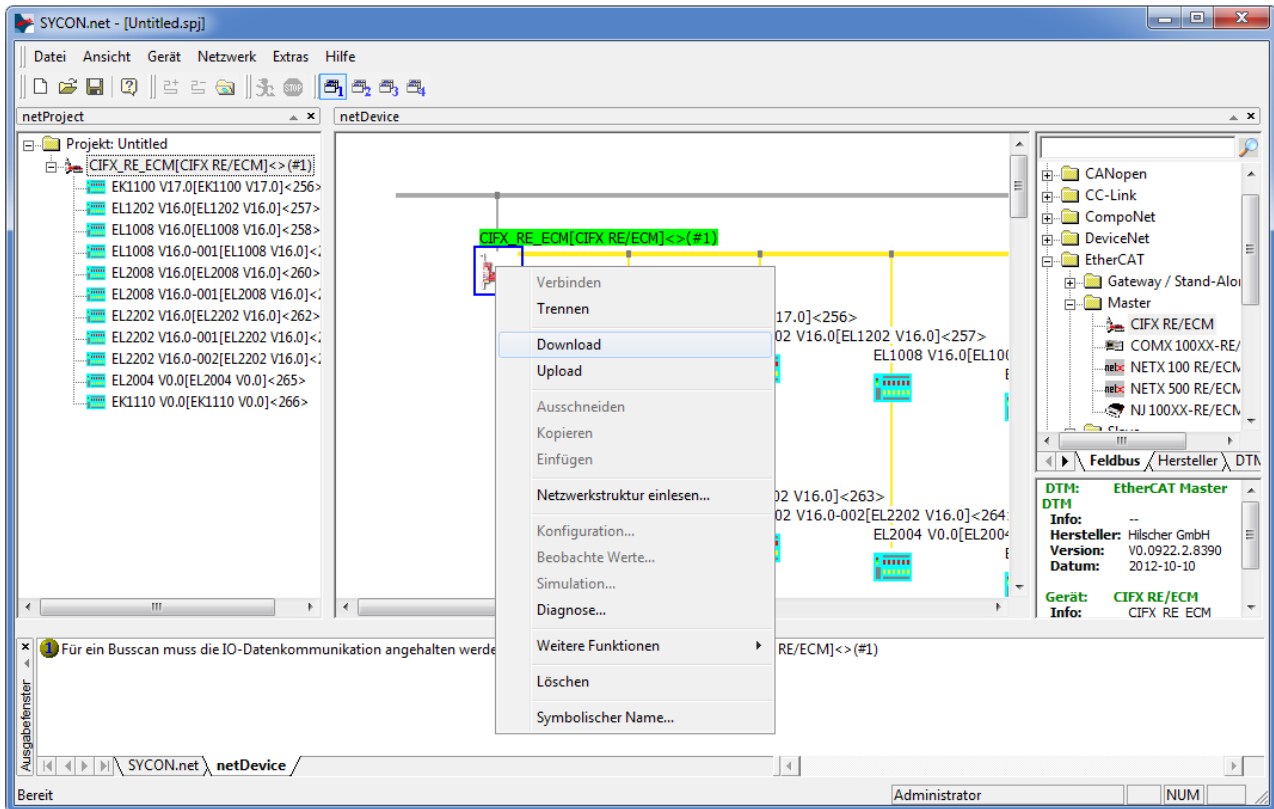 SYCON.net - [Untitled.spj]
Datei Ansicht Gerät Netzwerk Extras Hilfe
netProject
netDevice
Projekt: Untitled
CIFX_RE_ECM[CIFX RE/ECM]<>(#1)
EK1100 V17.0[EK1100 V17.0]<256>
EL1202 V16.0[EL1202 V16.0]<257>
EL1008 V16.0[EL1008 V16.0]<258>
EL1008 V16.0-001[EL1008 V16.0]<2
EL2008 V16.0[EL2008 V16.0]<260>
EL2008 V16.0-001[EL2008 V16.0]<2
EL2202 V16.0[EL2202 V16.0]<262>
EL2202 V16.0-001[EL2202 V16.0]<2
EL2202 V16.0-002[EL2202 V16.0]<2
EL2004 V0.0[EL2004 V0.0]<265>
EK1110 V0.0[EK1110 V0.0]<266>
CIFX_RE_ECM[CIFX RE/ECM]<>(#1)
17.0]<256>
02 V16.0[EL1202 V16.0]<257>
EL1008 V16.0[EL100
02 V16.0]<263>
02 V16.0-002[EL2202 V16.0]<264>
EL2004 V0.0[EL2004
Verbinden
Trennen
Download
Upload
Ausschneiden
Kopieren
Einfügen
Netzwerkstruktur einlesen...
Konfiguration...
Beobachte Werte...
Simulation...
Diagnose...
Weitere Funktionen
Löschen
Symbolischer Name...
CANopen
CC-Link
CompoNet
DeviceNet
EtherCAT
Gateway / Stand-Alo
Master
CIFX RE/ECM
COMX 100XX-RE/
NETX 100 RE/ECM
NETX 500 RE/ECM
NJ 100XX-RE/ECM
Feldbus Hersteller DTM
DTM: EtherCAT Master
DTM
Info: --
Hersteller: Hilscher GmbH
Version: V0.0922.2.8390
Datum: 2012-10-10
Gerät: CIFX RE/ECM
Info: CIFX RE ECM
1 Für ein Busscan muss die IO-Datenkommunikation angehalten werde
RE/ECM]<>(#1)
Ausgabefenster
SYCON.net netDevice
Bereit
Administrator
NUM